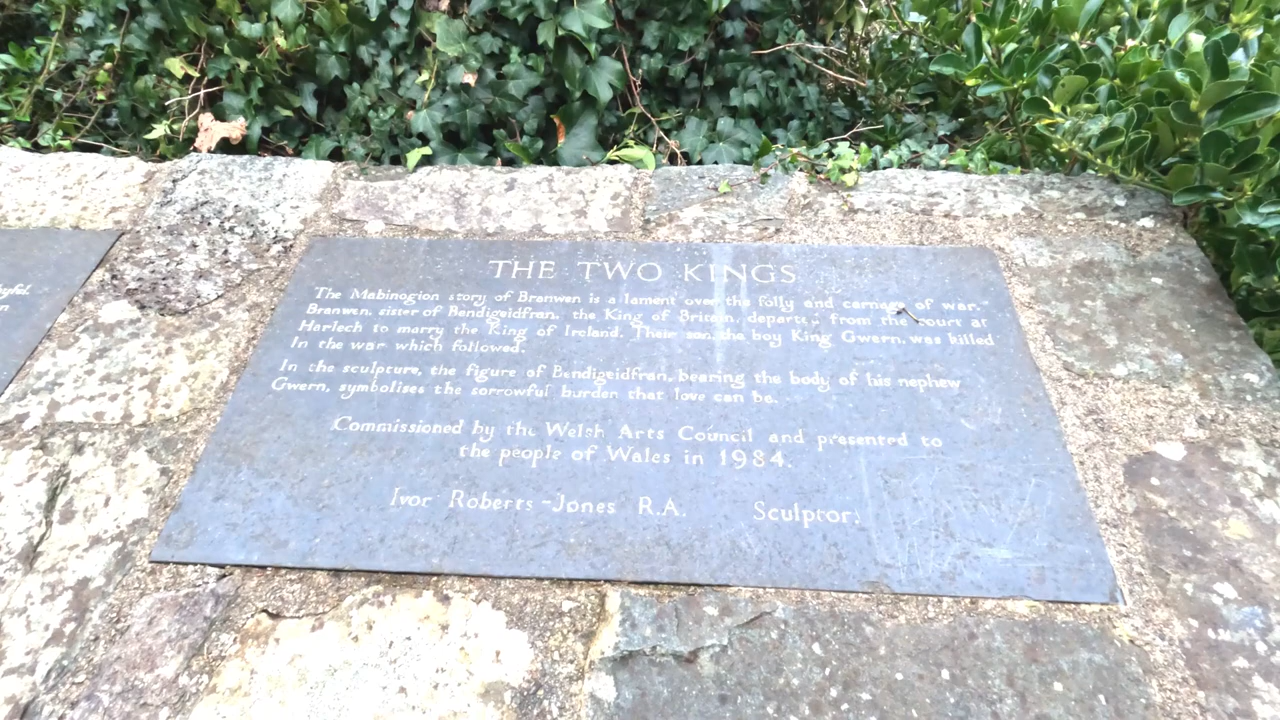 THE TWO KINGS
The Mabinogion story of Branwen is a lament over the folly and carnage of war.
Branwen, sister of Bendigeidfran, the King of Britain, departed from the court at
Harlech to marry the King of Ireland. Their son, the boy King Gwern, was killed
in the war which followed.
In the sculpture, the figure of Bendigeidfran, bearing the body of his nephew
Gwern, symbolises the sorrowful burden that love can be.
Commissioned by the Welsh Arts Council and presented to
the people of Wales in 1984.
Ivor Roberts-Jones R.A. Sculptor.